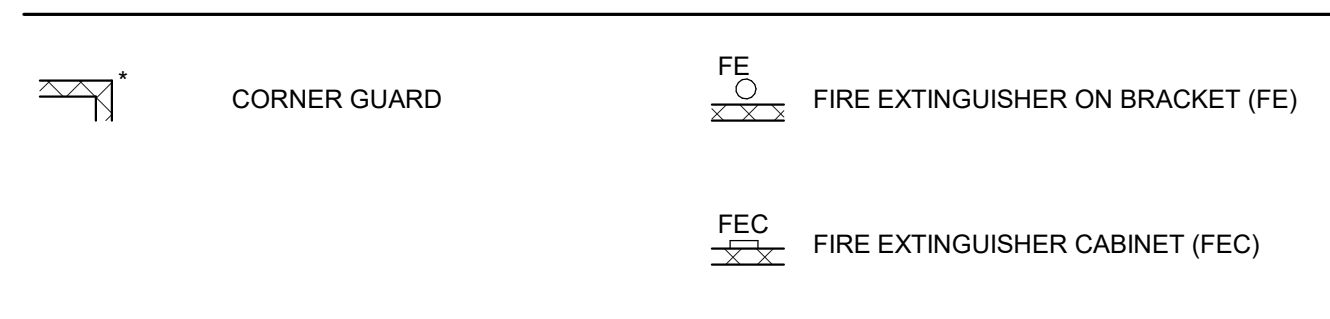 *
CORNER GUARD
FE
FIRE EXTINGUISHER ON BRACKET (FE)
FEC
FIRE EXTINGUISHER CABINET (FEC)